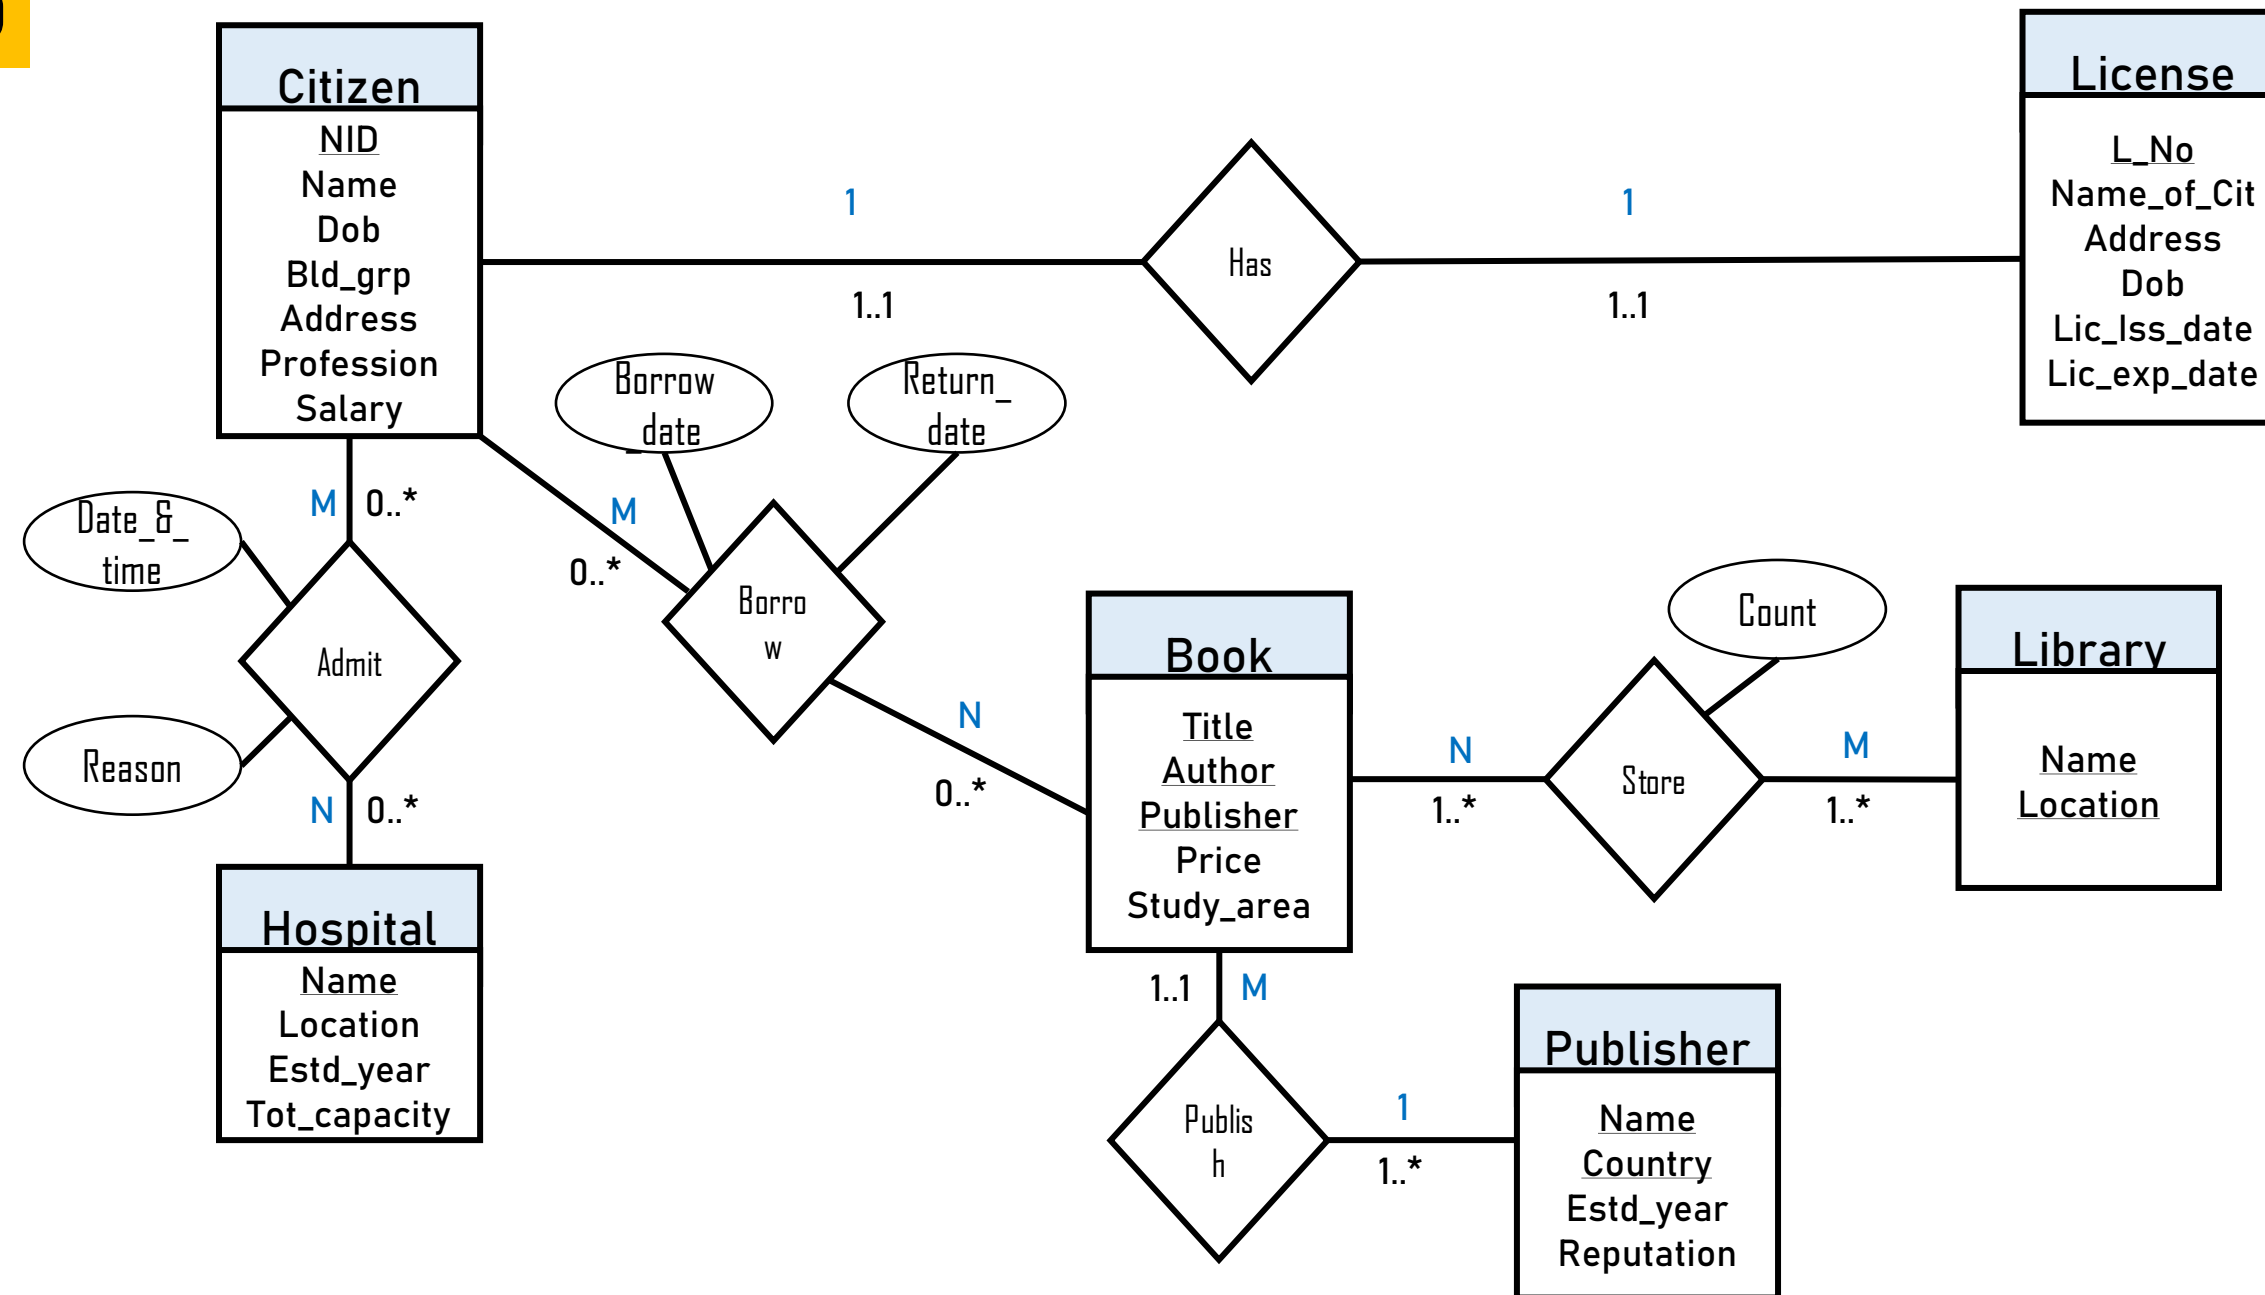 Citizen
NID
Name
Dob
Bld_grp
Address
Profession
Salary
1
1..1
Has
1
1..1
License
L_No
Name_of_Cit
Address
Dob
Lic_Iss_date
Lic_exp_date
Borrow
_date
Return_
date
M
0..*
Date_&_
time
Admit
Reason
N
0..*
Hospital
Name
Location
Estd_year
Tot_capacity
M
0..*
Borro
w
N
0..*
Book
Title
Author
Publisher
Price
Study_area
N
1..*
Store
Count
M
1..*
Library
Name
Location
1..1
M
Publis
h
1
1..*
Publisher
Name
Country
Estd_year
Reputation